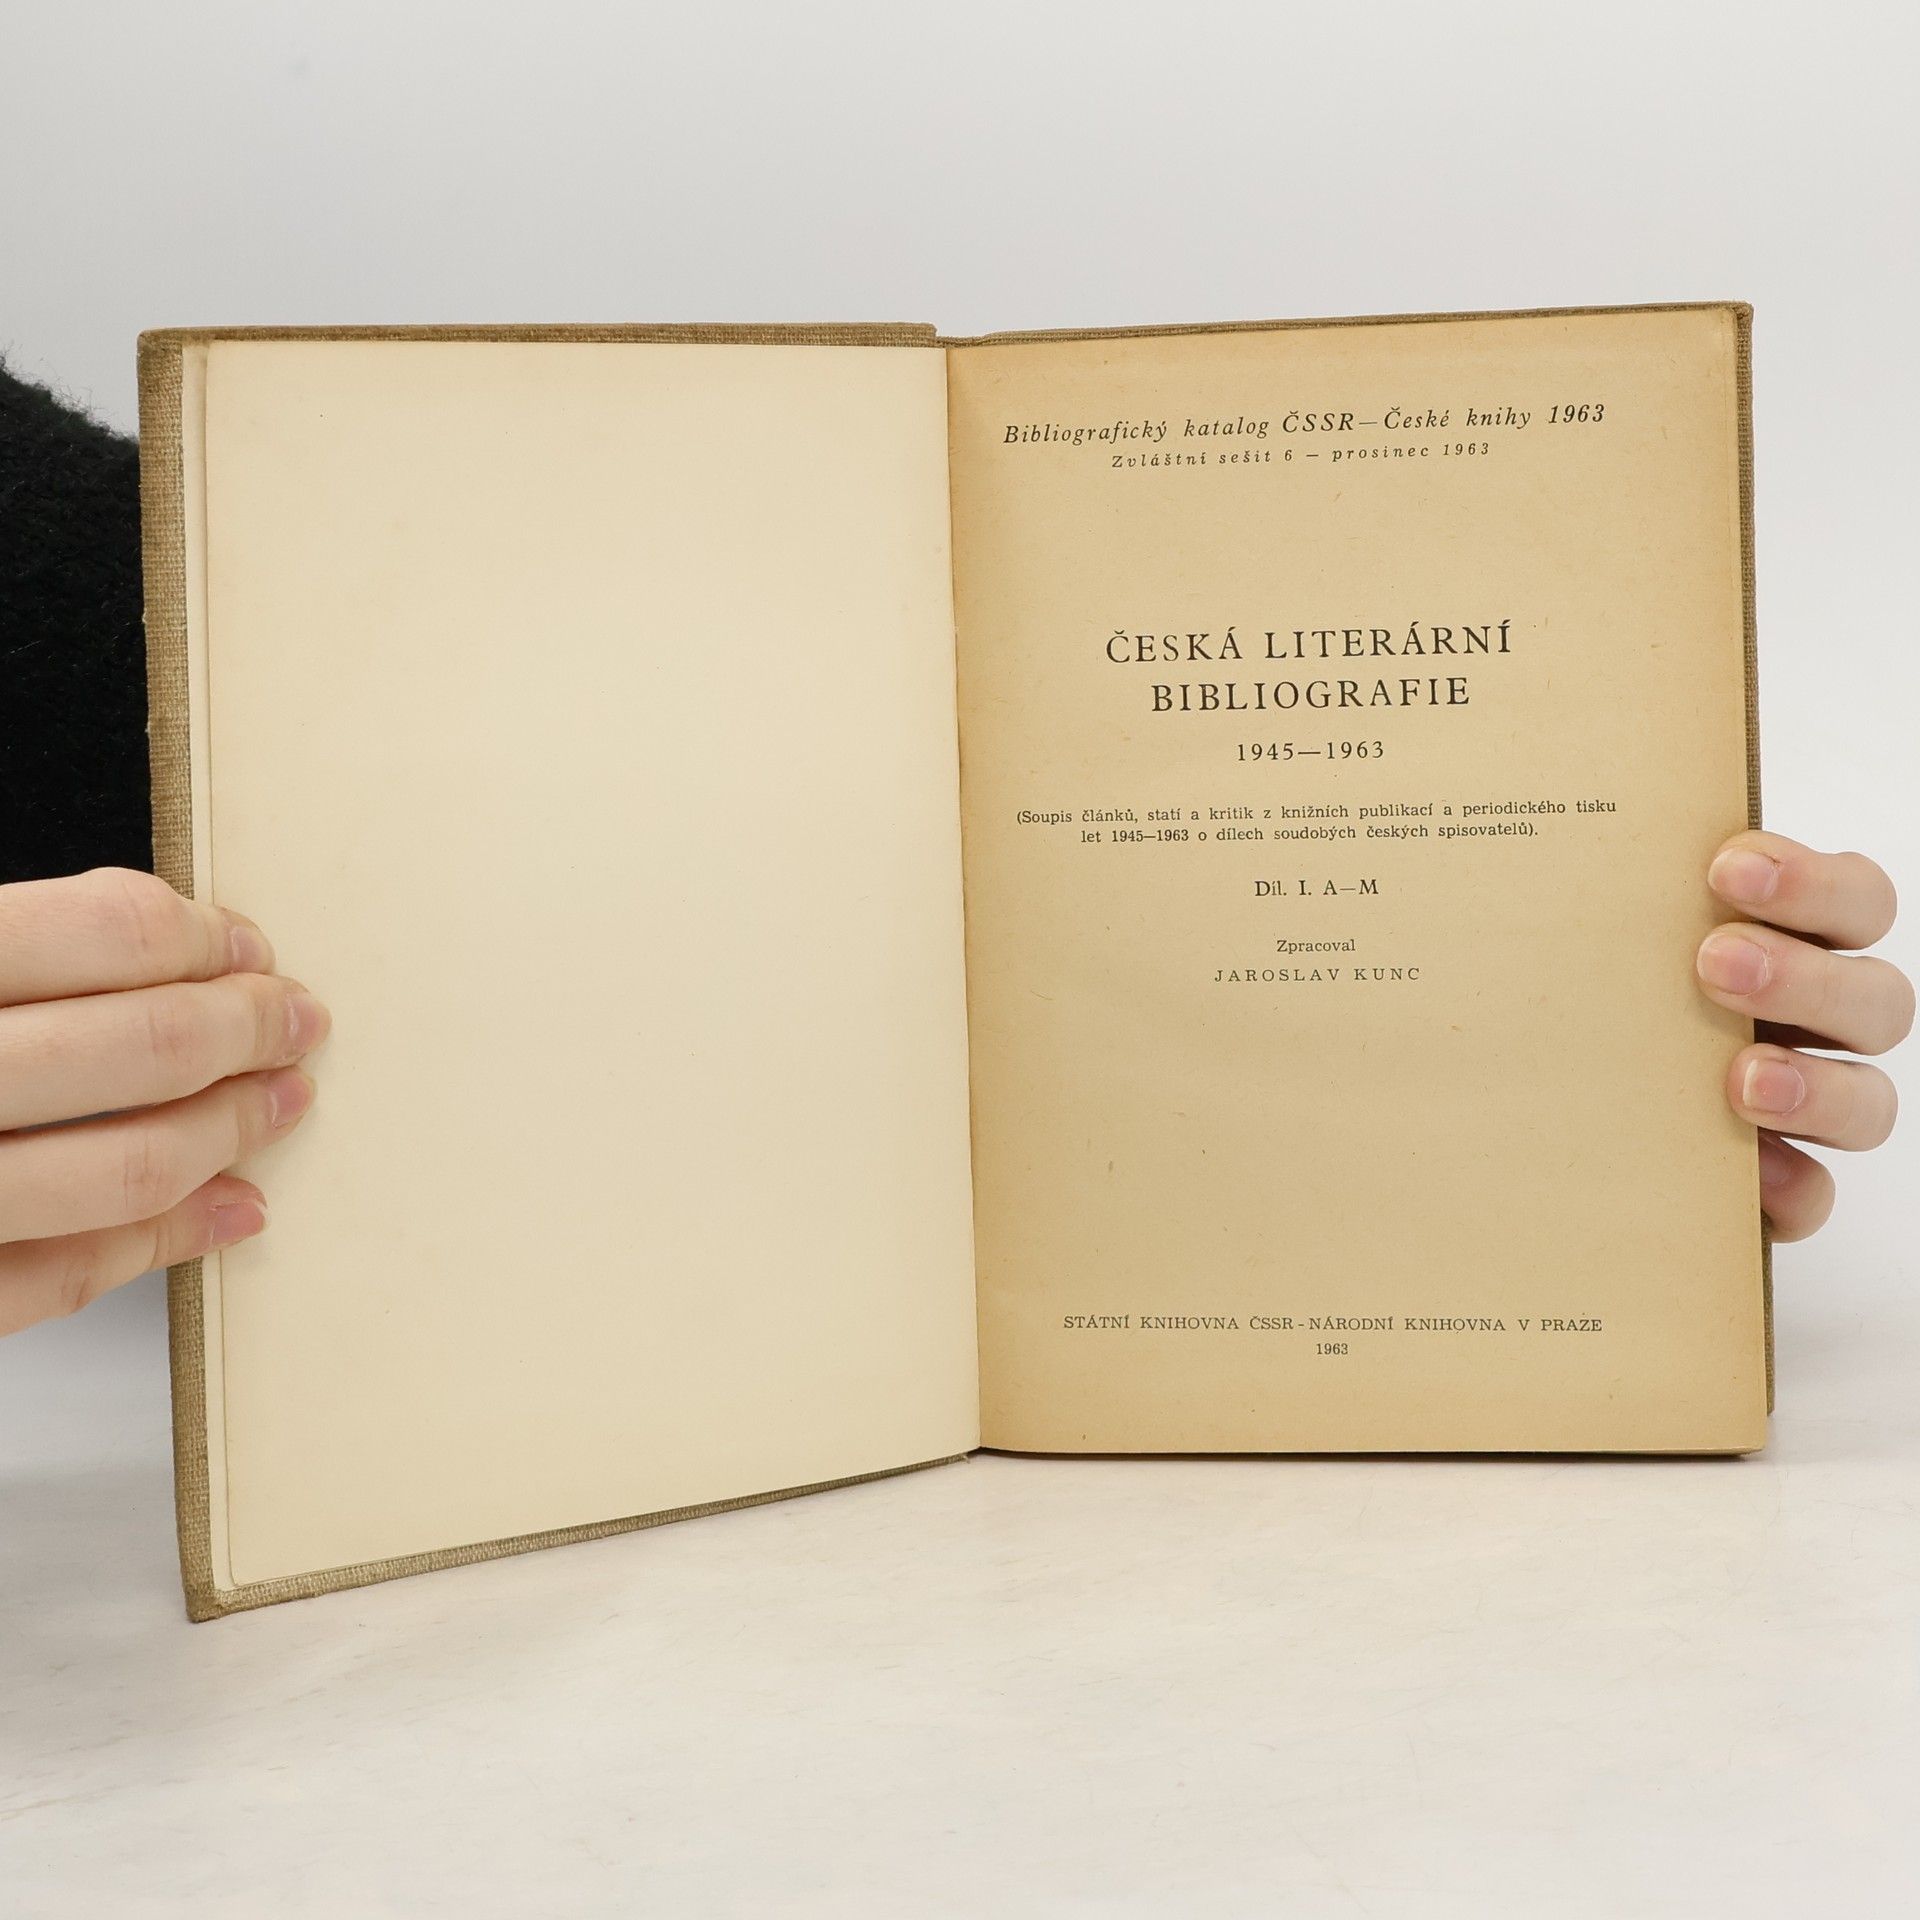 Bibliografický katalog ČSSR—České knihy 1963
Zvláštní sešit 6 — prosinec 1963
ČESKÁ LITERÁRNÍ
BIBLIOGRAFIE
1945—1963
(Soupis článků, statí a kritik z knižních publikací a periodického tisku
let 1945—1963 o dílech soudobých českých spisovatelů).
Díl. I. A—M
Zpracoval
JAROSLAV KUNC
STÁTNÍ KNIHOVNA ČSSR - NÁRODNÍ KNIHOVNA V PRAZE
1963